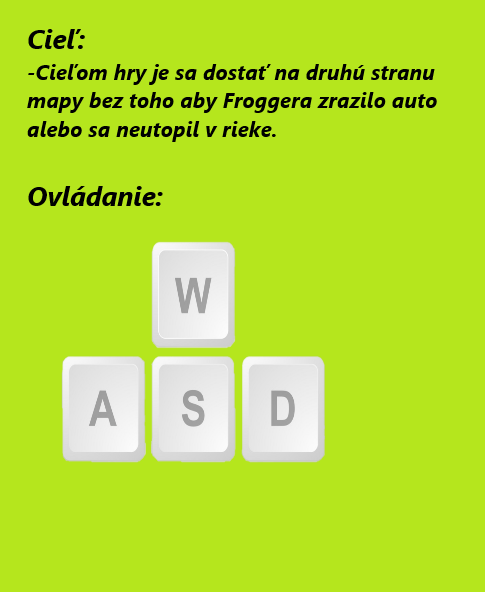 Cieľ:
-Cieľom hry je sa dostať na druhú stranu
mapy bez toho aby Froggera zrazilo auto
alebo sa neutopil v rieke.
Ovládanie:
W
A S D